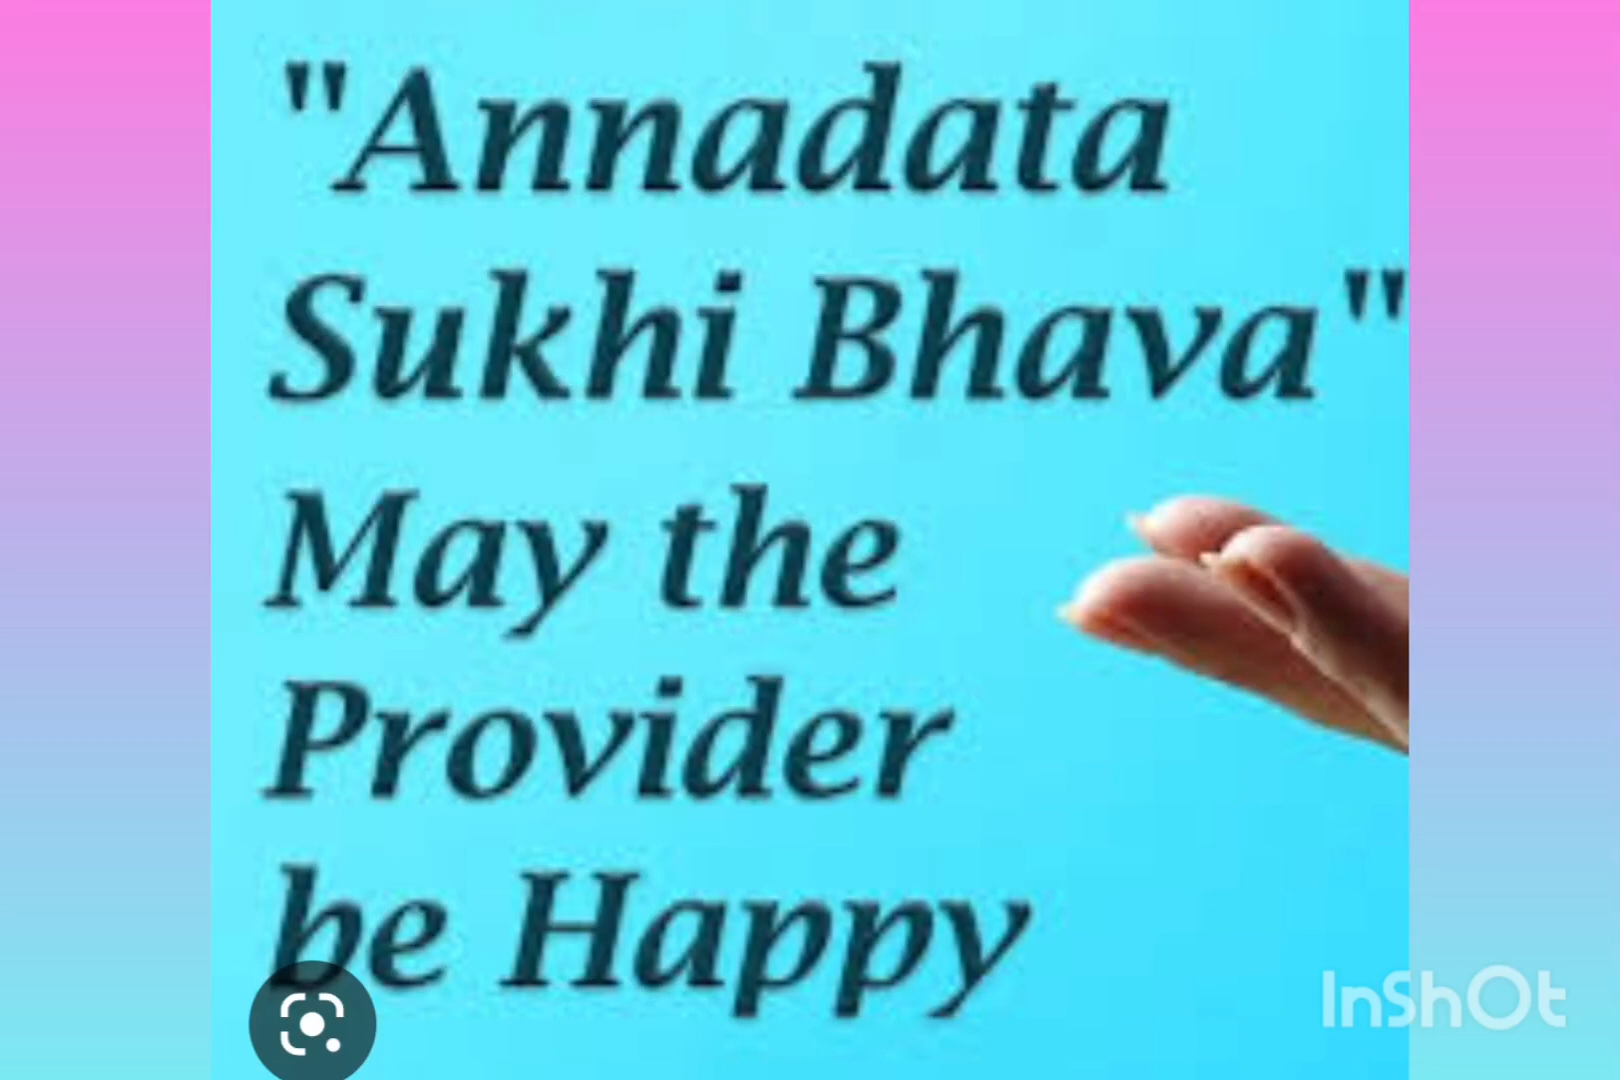 "Annadata
Sukhi Bhava"
May the
Provider
be Happy
InShOt